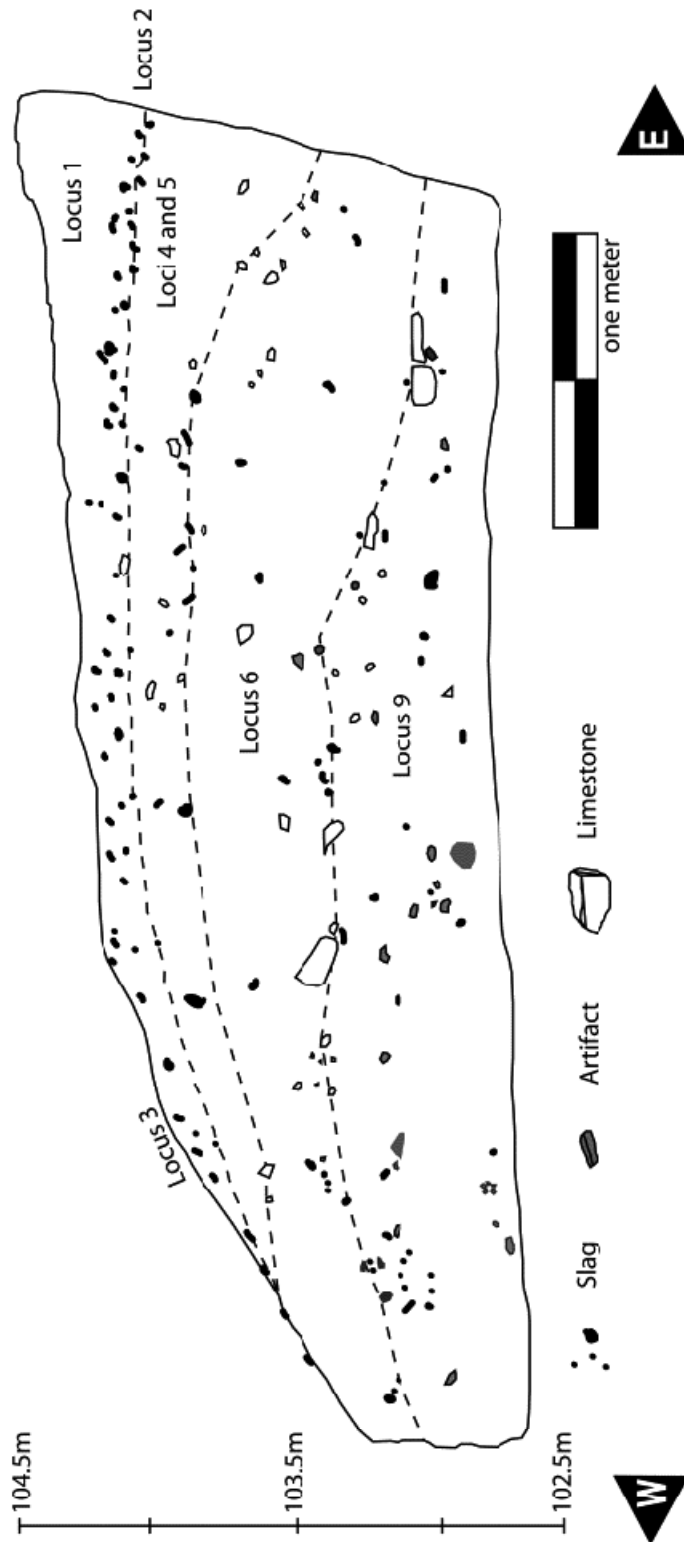 104.5m
103.5m
102.5m
Locus 3
Locus 1
Locus 2
Loci 4 and 5
Locus 6
Locus 9
one meter
W
E
Slag
Artifact
Limestone